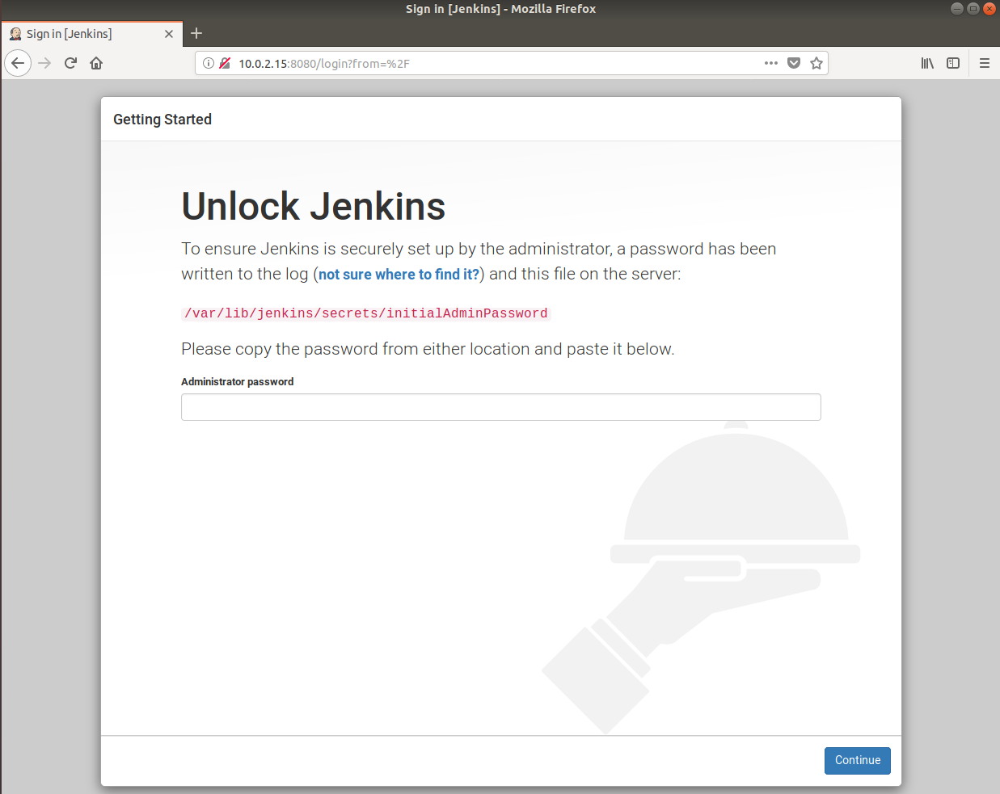 Sign in [Jenkins] - Mozilla Firefox
Sign in [Jenkins]
10.0.2.15:8080/login?from=%2F
Getting Started
Unlock Jenkins
To ensure Jenkins is securely set up by the administrator, a password has been
written to the log (not sure where to find it?) and this file on the server:
/var/lib/jenkins/secrets/initialAdminPassword
Please copy the password from either location and paste it below.
Administrator password
Continue